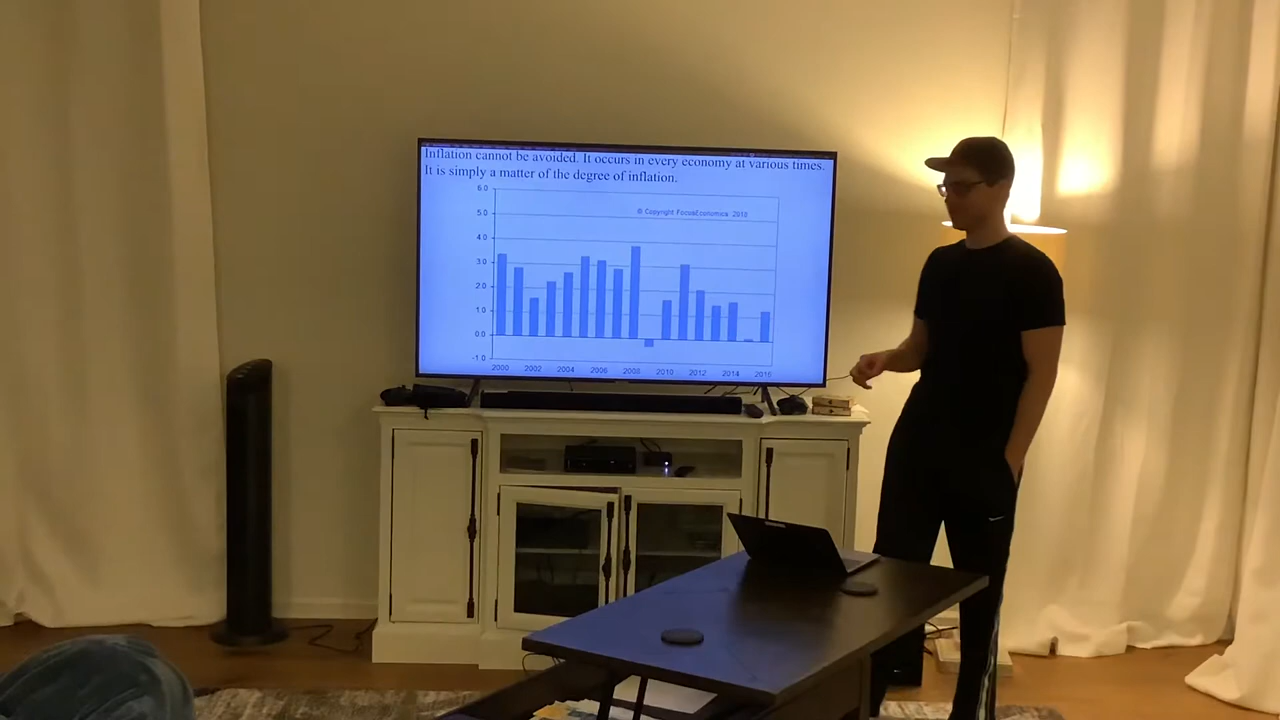 Inflation cannot be avoided. It occurs in every economy at various times.
It is simply a matter of the degree of inflation.
6.0
© Copyright FocusEconomics 2016
5.0
4.0
3.0
2.0
1.0
0.0
-1.0
2000 2002 2004 2006 2008 2010 2012 2014 2016